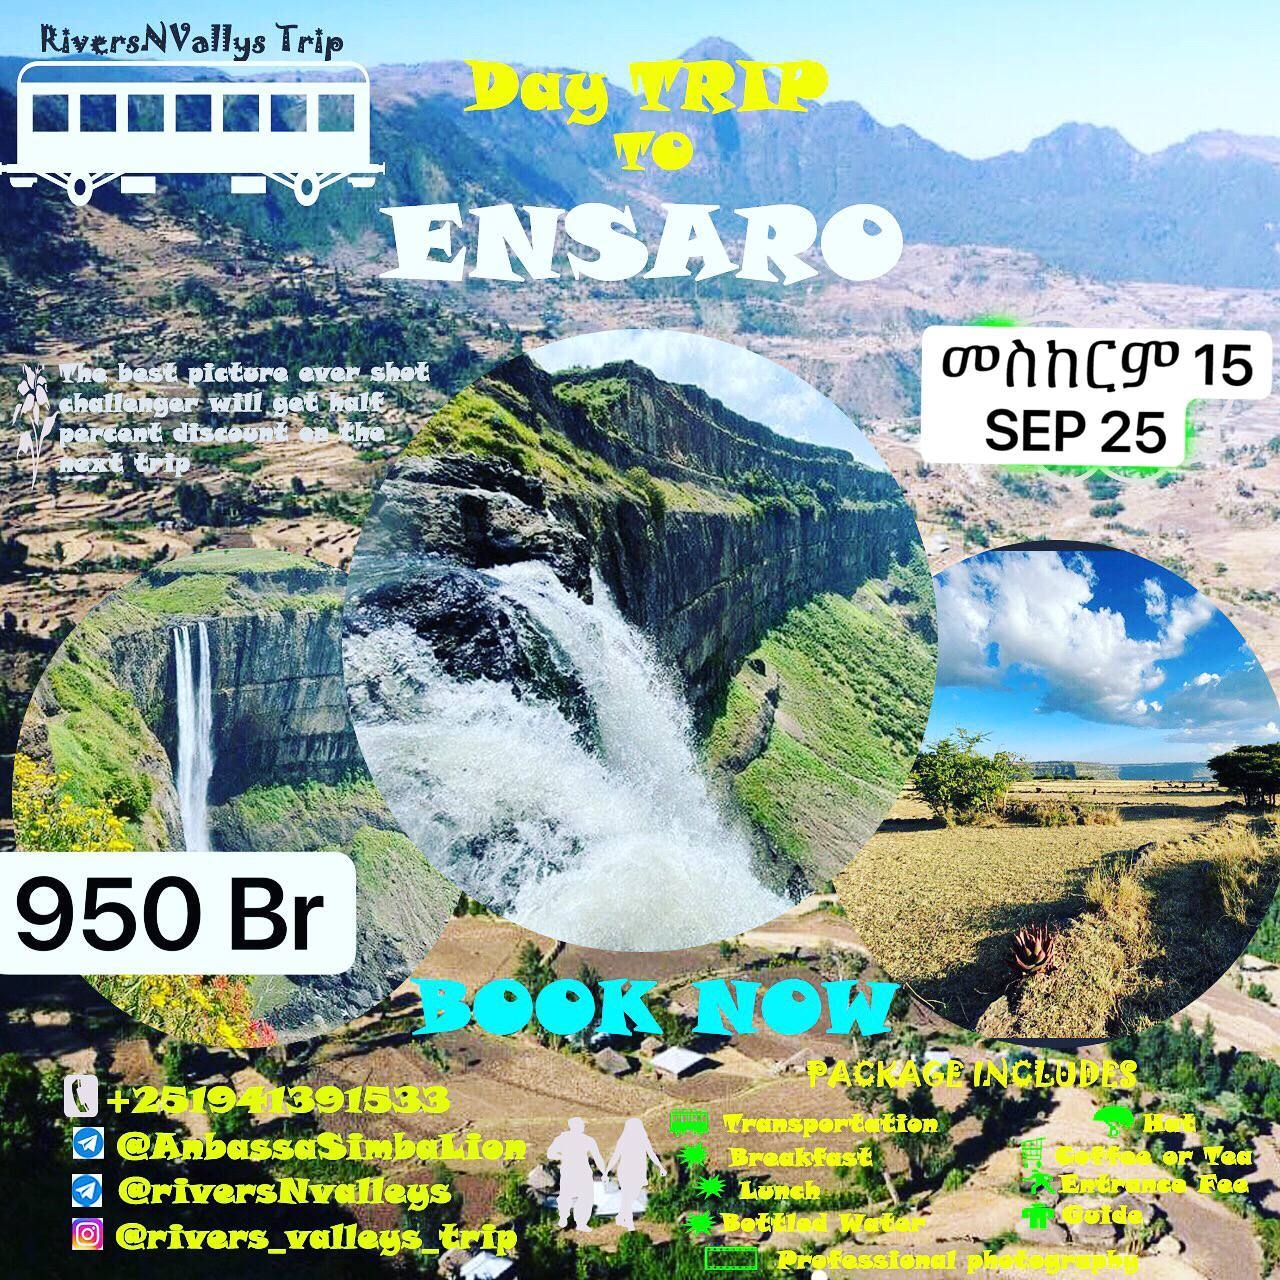 RiversNVallys Trip
Day TRIP
TO
ENSARO
The best picture ever shot
challenger will get half
percent discount on the
next trip
መስከርም 15
SEP 25
950 Br
BOOK NOW
+251941391533
@AnbassaSimbaLion
@riversNvalleys
@rivers_valleys_trip
PACKAGE INCLUDES
Transportation
Breakfast
Lunch
Bottled Water
Professional photography
Hat
Coffee or Tea
Entrance Fee
Guide